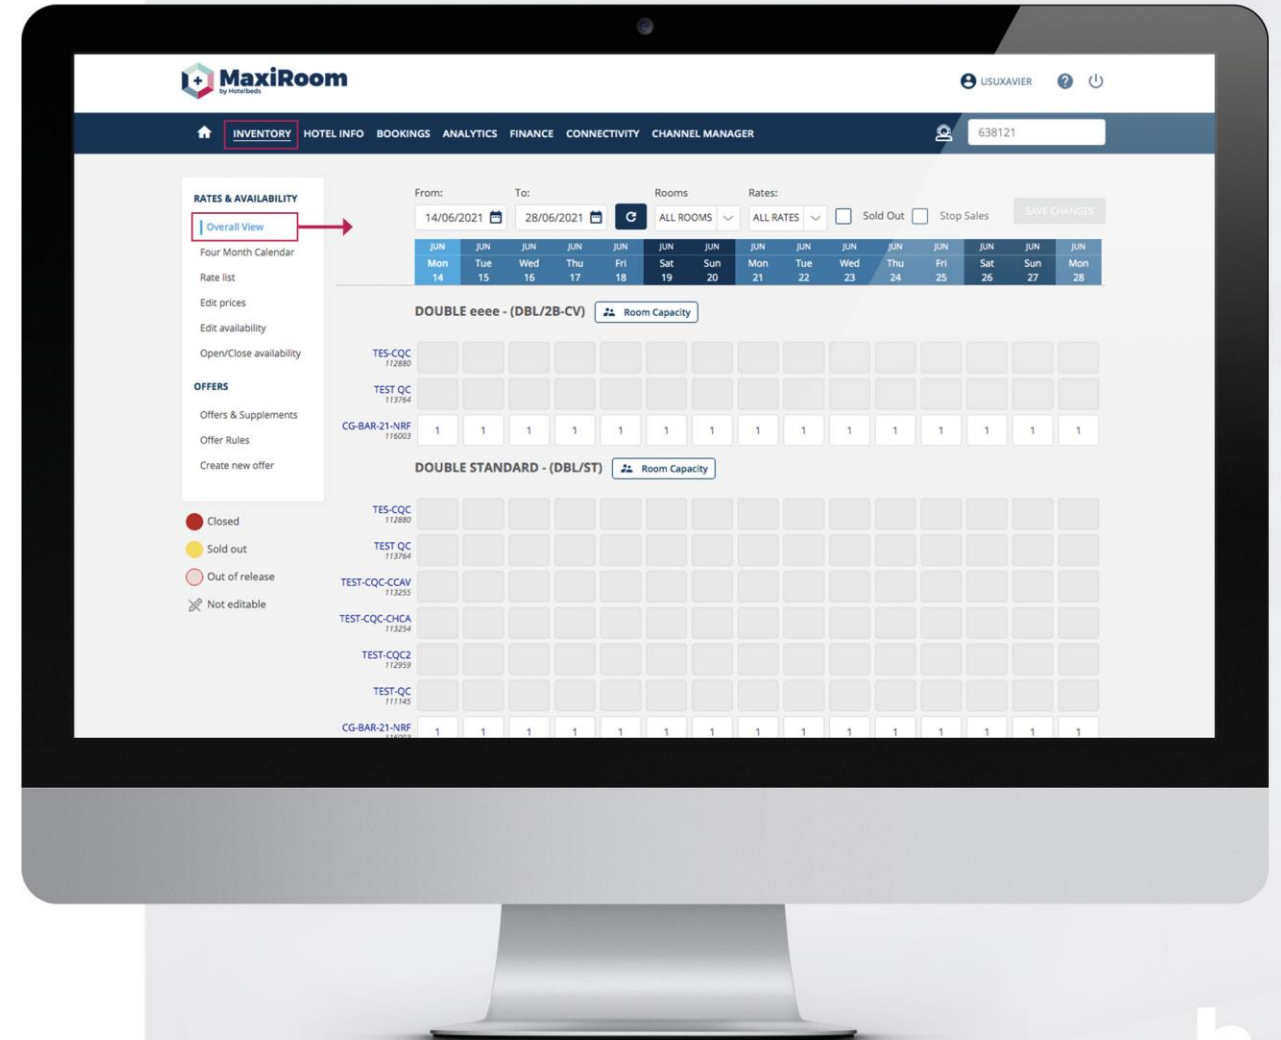 MaxiRoom
by Hotelbeds
USUXAVIER
INVENTORY HOTEL INFO BOOKINGS ANALYTICS FINANCE CONNECTIVITY CHANNEL MANAGER
638121
RATES & AVAILABILITY
Overall View
Four Month Calendar
Rate list
Edit prices
Edit availability
Open/Close availability
OFFERS
Offers & Supplements
Offer Rules
Create new offer
Closed
Sold out
Out of release
Not editable
From: To: Rooms Rates:
14/06/2021 28/06/2021 ALL ROOMS ALL RATES Sold Out Stop Sales SAVE CHANGES
JUN JUN JUN JUN JUN JUN JUN JUN JUN JUN JUN JUN JUN JUN JUN
Mon Tue Wed Thu Fri Sat Sun Mon Tue Wed Thu Fri Sat Sun Mon
14 15 16 17 18 19 20 21 22 23 24 25 26 27 28
DOUBLE eeee - (DBL/2B-CV) Room Capacity
TES-CQC
112880
TEST QC
113764
CG-BAR-21-NRF 1 1 1 1 1 1 1 1 1 1 1 1 1 1 1
116003
DOUBLE STANDARD - (DBL/ST) Room Capacity
TES-CQC
112880
TEST QC
113764
TEST-CQC-CCAV
113255
TEST-CQC-CHCA
113254
TEST-CQC2
112959
TEST-QC
111145
CG-BAR-21-NRF 1 1 1 1 1 1 1 1 1 1 1 1 1 1 1
116003